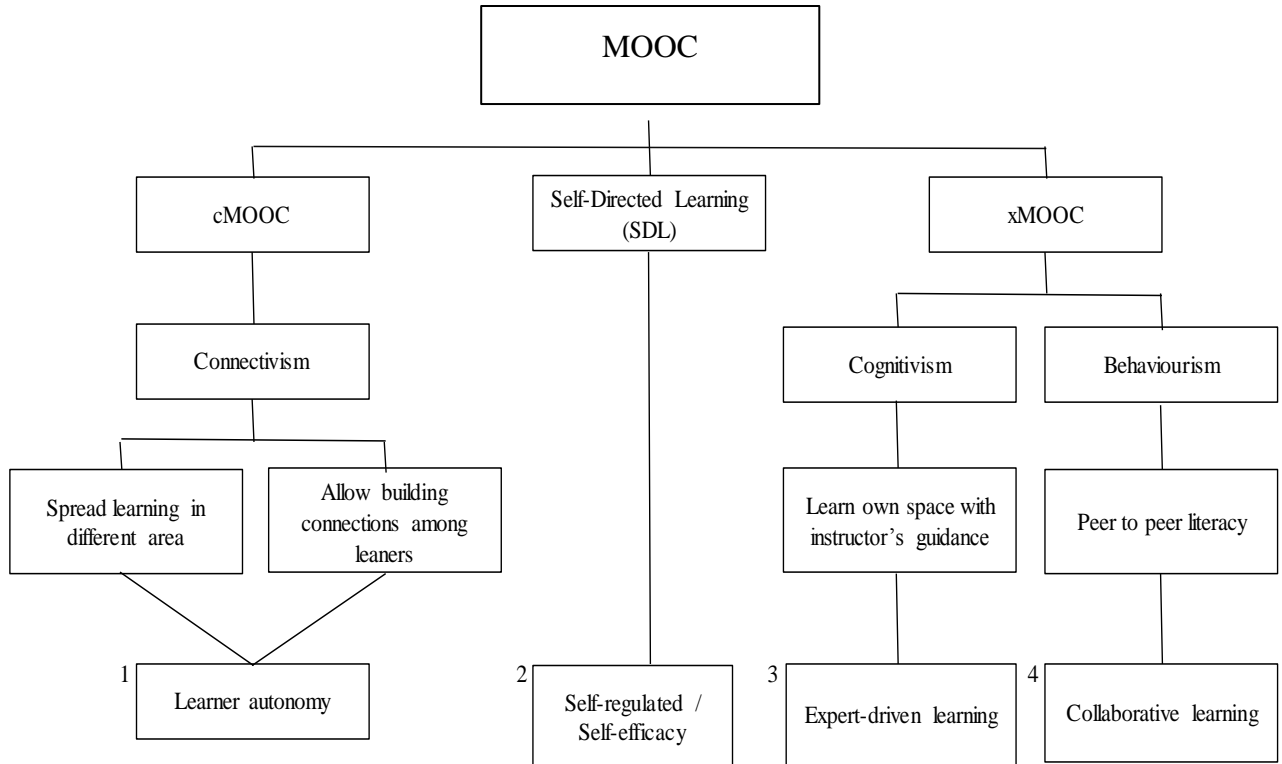 MOOC
cMOOC
Self-Directed Learning
(SDL)
xMOOC
Connectivism
Cognitivism
Behaviourism
Spread learning in
different area
Allow building
connections among
leaners
Learn own space with
instructor's guidance
Peer to peer literacy
1
Learner autonomy
2
Self-regulated /
Self-efficacy
3
Expert-driven learning
4
Collaborative learning